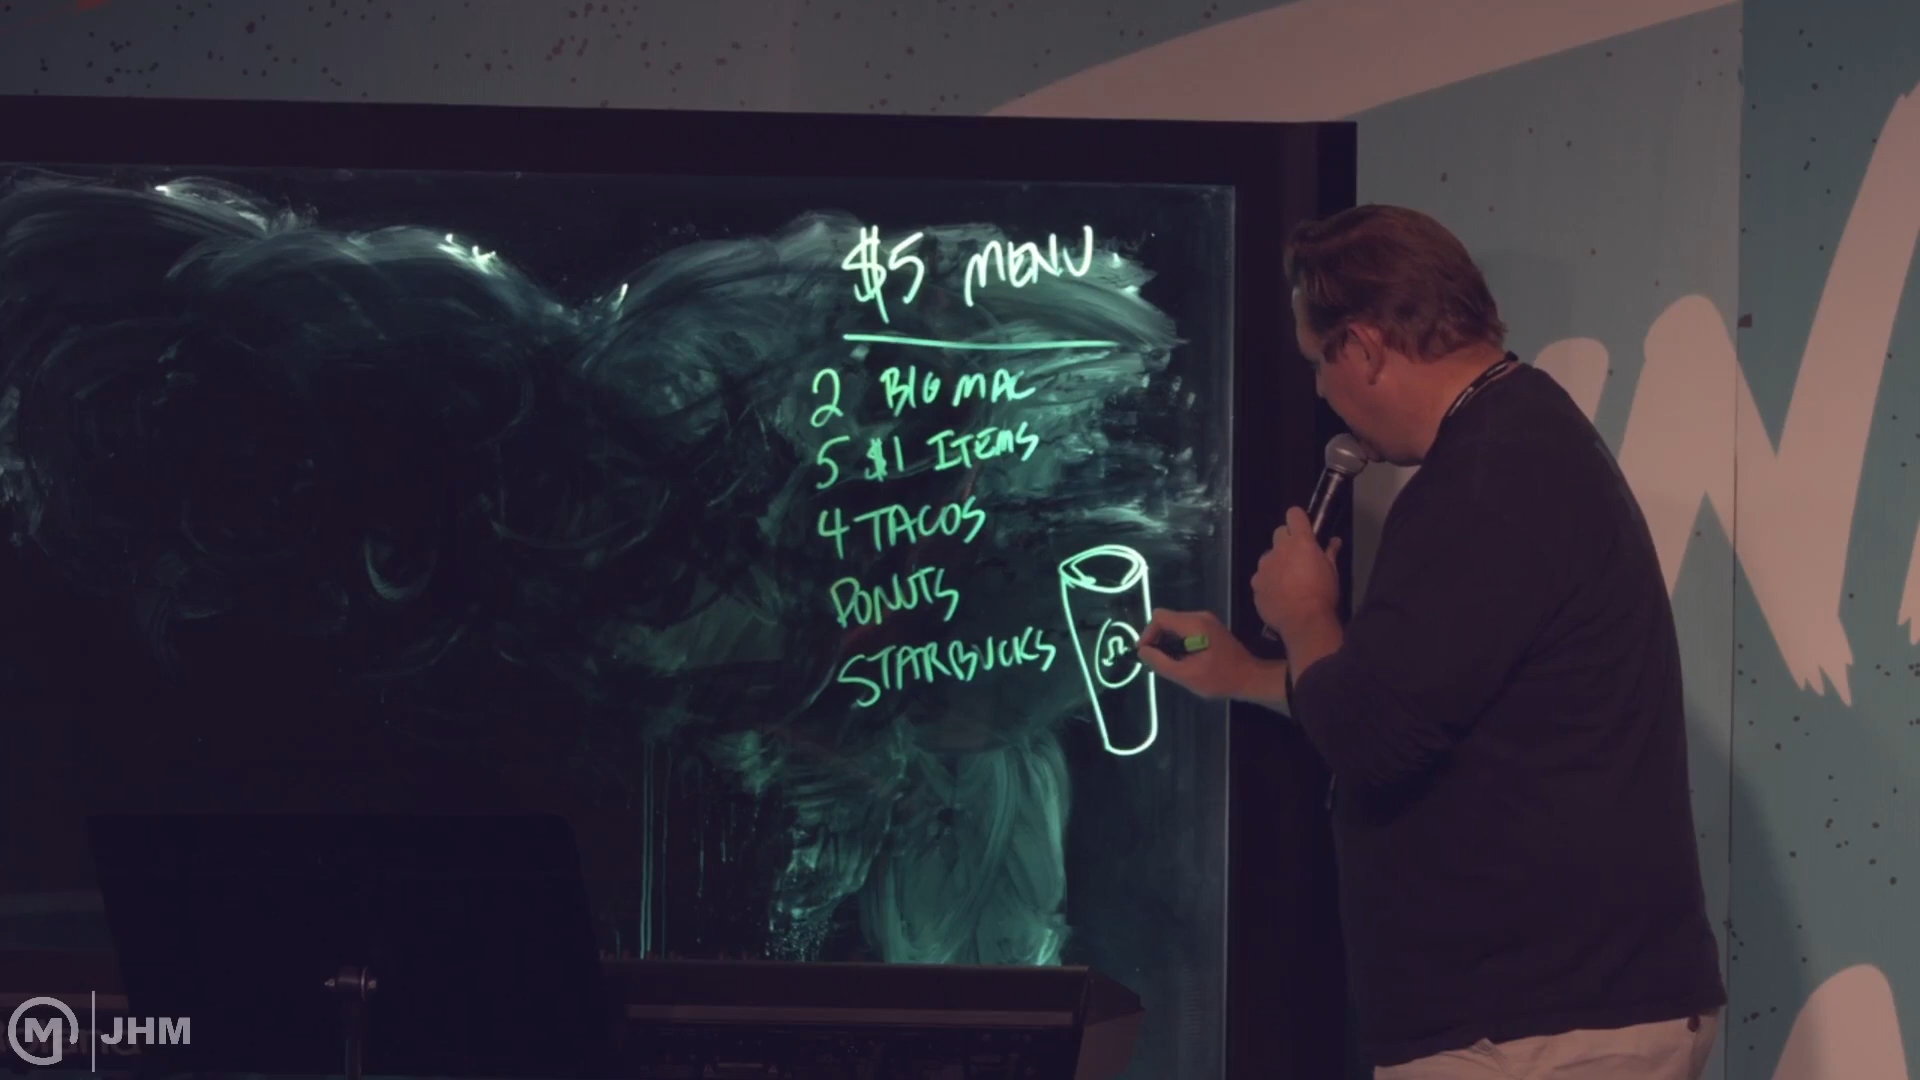 $5 MENU
2 BIG MAC
5 $1 ITEMS
4 TACOS
DONUTS
STARBUCKS
M JHM